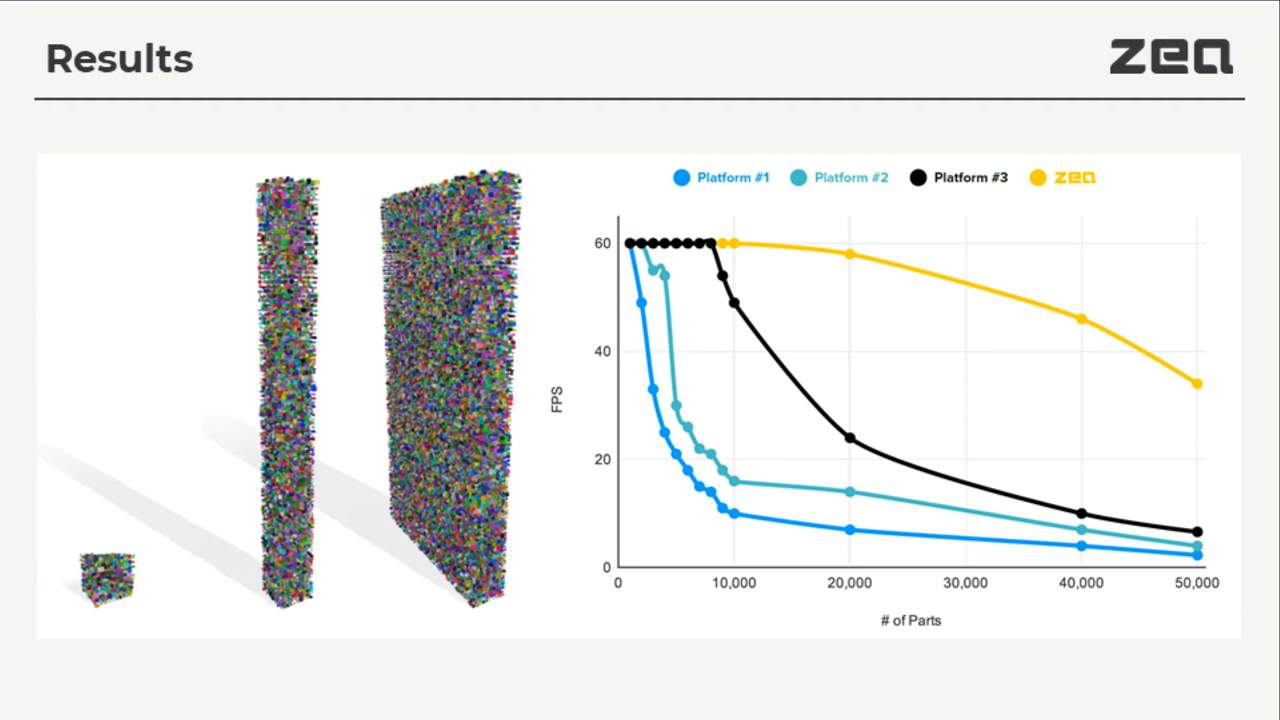 Results
zea
Platform #1 Platform #2 Platform #3 zea
60
40
20
0
FPS
0 10,000 20,000 30,000 40,000 50,000
# of Parts